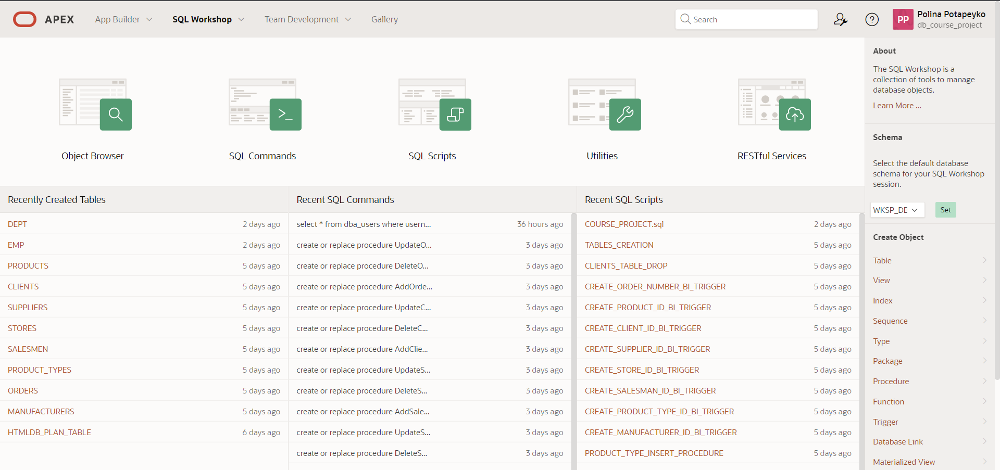 APEX
App Builder
SQL Workshop
Team Development
Gallery
Search
PP
Polina Potapeyko
db_course_project
Object Browser
SQL Commands
SQL Scripts
Utilities
RESTful Services
About
The SQL Workshop is a
collection of tools to manage
database objects.
Learn More ...
Schema
Select the default database
schema for your SQL Workshop
session.
WKSP_DE
Set
Create Object
Table
View
Index
Sequence
Type
Package
Procedure
Function
Trigger
Database Link
Materialized View
Recently Created Tables
DEPT 2 days ago
EMP 2 days ago
PRODUCTS 5 days ago
CLIENTS 5 days ago
SUPPLIERS 5 days ago
STORES 5 days ago
SALESMEN 5 days ago
PRODUCT_TYPES 5 days ago
ORDERS 5 days ago
MANUFACTURERS 5 days ago
HTMLDB_PLAN_TABLE 6 days ago
Recent SQL Commands
select * from dba_users where usern... 36 hours ago
create or replace procedure UpdateO... 3 days ago
create or replace procedure DeleteO... 3 days ago
create or replace procedure AddOrde... 3 days ago
create or replace procedure UpdateC... 3 days ago
create or replace procedure DeleteC... 3 days ago
create or replace procedure AddClie... 3 days ago
create or replace procedure UpdateS... 3 days ago
create or replace procedure DeleteS... 3 days ago
create or replace procedure AddSale... 3 days ago
create or replace procedure UpdateS... 3 days ago
create or replace procedure DeleteS... 3 days ago
Recent SQL Scripts
COURSE_PROJECT.sql 2 days ago
TABLES_CREATION 5 days ago
CLIENTS_TABLE_DROP 5 days ago
CREATE_ORDER_NUMBER_BI_TRIGGER 5 days ago
CREATE_PRODUCT_ID_BI_TRIGGER 5 days ago
CREATE_CLIENT_ID_BI_TRIGGER 5 days ago
CREATE_SUPPLIER_ID_BI_TRIGGER 5 days ago
CREATE_STORE_ID_BI_TRIGGER 5 days ago
CREATE_SALESMAN_ID_BI_TRIGGER 5 days ago
CREATE_PRODUCT_TYPE_ID_BI_TRIGGER 5 days ago
CREATE_MANUFACTURER_ID_BI_TRIGGER 5 days ago
PRODUCT_TYPE_INSERT_PROCEDURE 5 days ago